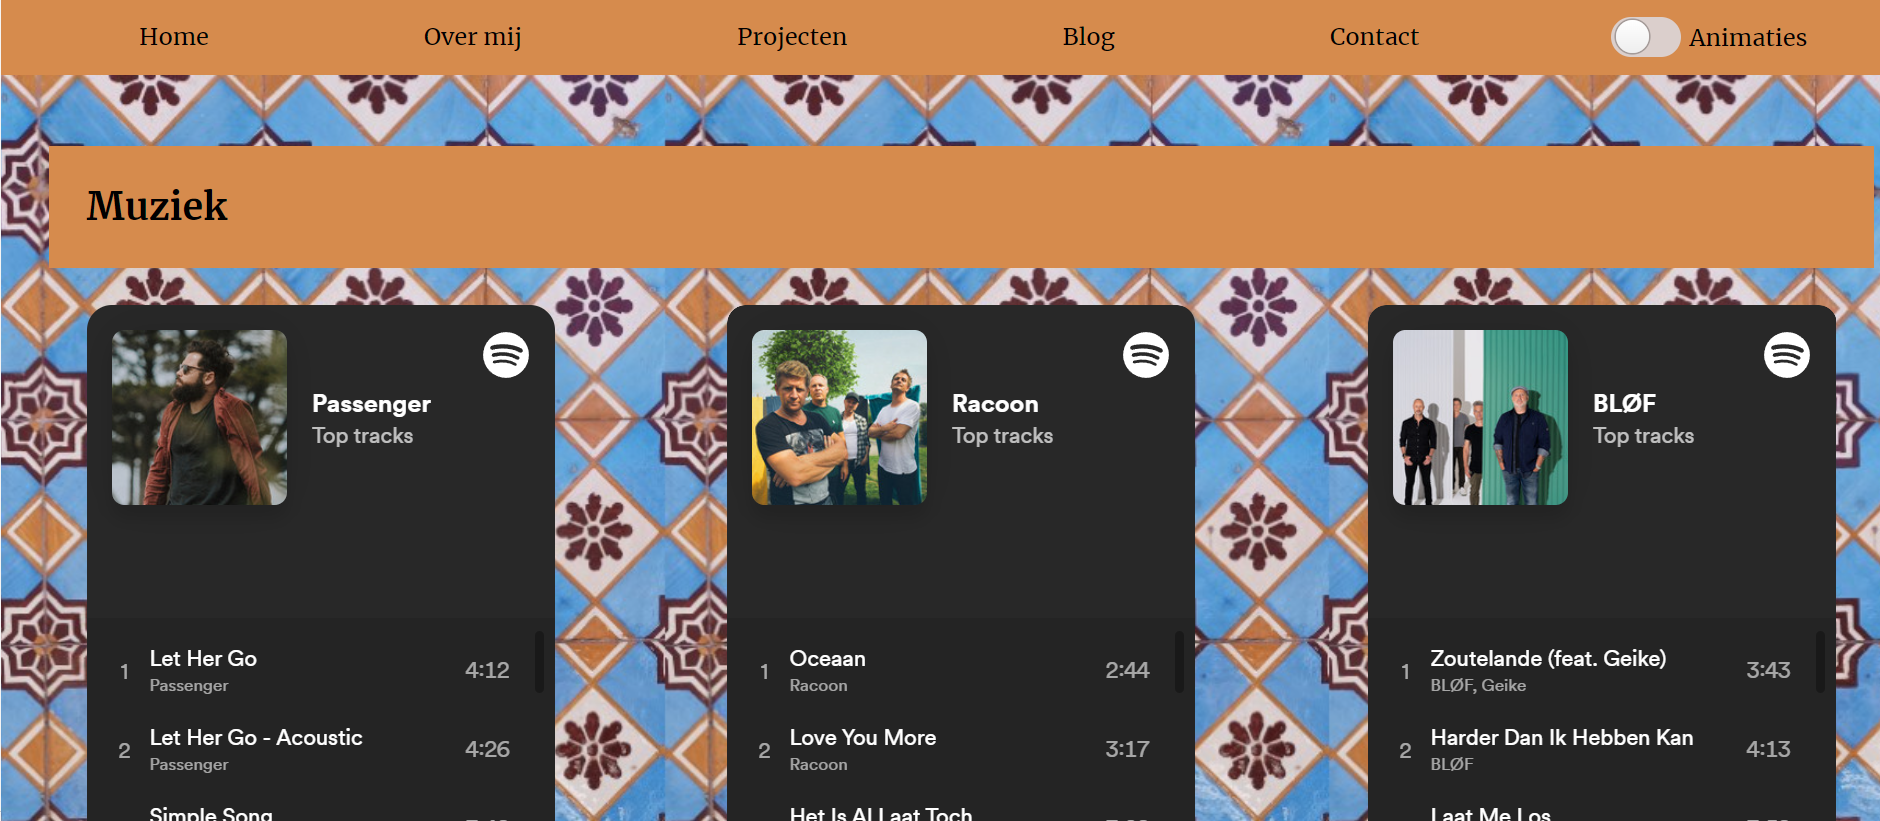 Home Over mij Projecten Blog Contact Animaties
Muziek
Passenger
Top tracks
1 Let Her Go 4:12
Passenger
2 Let Her Go - Acoustic 4:26
Passenger
Simple Song
Racoon
Top tracks
1 Oceaan 2:44
Racoon
2 Love You More 3:17
Racoon
Het Is Al Laat Toch
BLØF
Top tracks
1 Zoutelande (feat. Geike) 3:43
BLØF, Geike
2 Harder Dan Ik Hebben Kan 4:13
BLØF
Laat Me Los